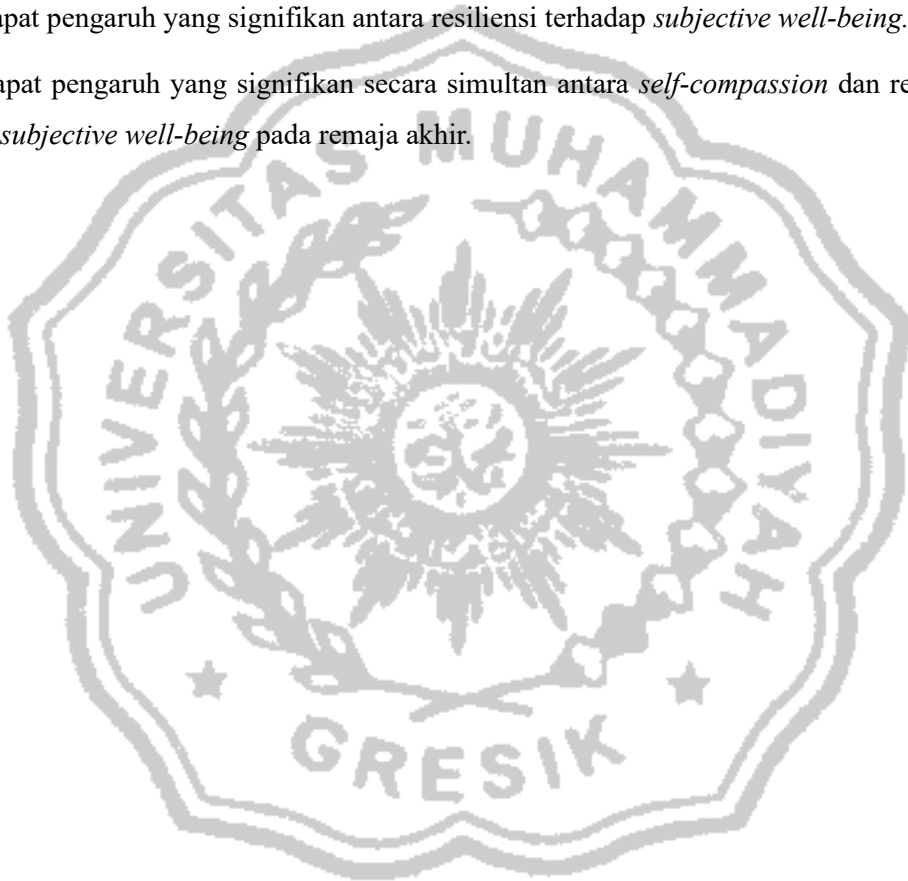 apat pengaruh yang signifikan antara resiliensi terhadap subjective well-being.
apat pengaruh yang signifikan secara simultan antara self-compassion dan re
subjective well-being pada remaja akhir.
UNIVERSITAS MUHAMMADIYAH
GRESIK